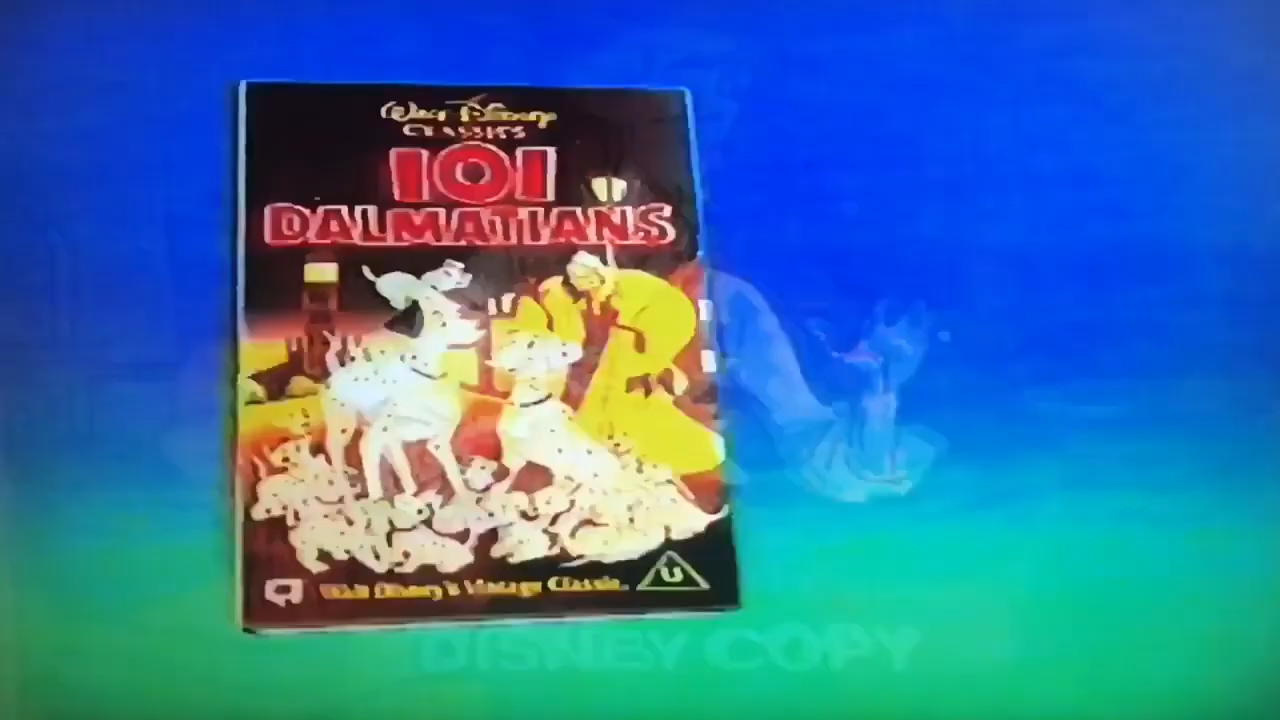 Walt Disney
CLASSICS
101
DALMATIANS
Walt Disney's Vintage Classic
U
DISNEY COPY